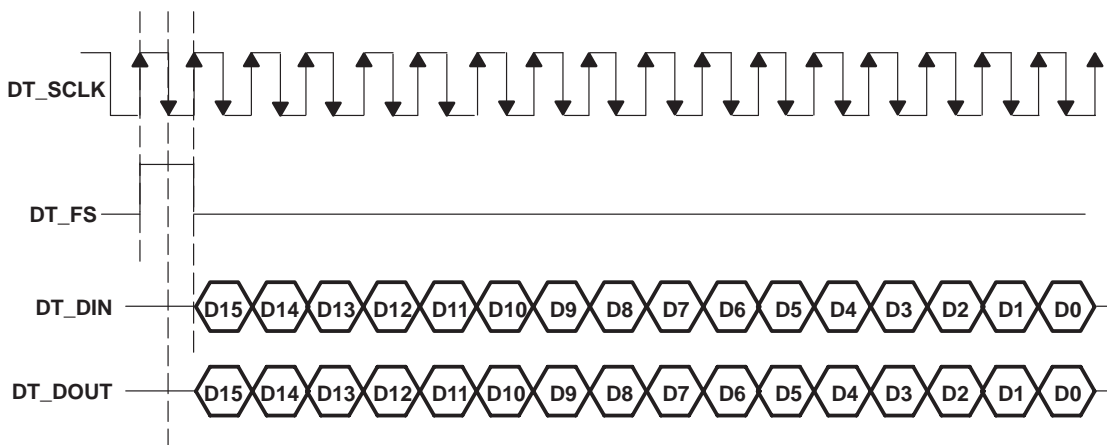 DT_SCLK
DT_FS
DT_DIN D15 D14 D13 D12 D11 D10 D9 D8 D7 D6 D5 D4 D3 D2 D1 D0
DT_DOUT D15 D14 D13 D12 D11 D10 D9 D8 D7 D6 D5 D4 D3 D2 D1 D0